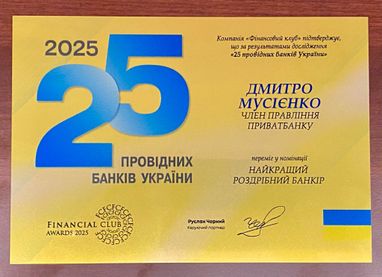 2025
25
ПРОВІДНИХ
БАНКІВ УКРАЇНИ
FINANCIAL CLUB
AWARDS 2025
Компанія «Фінансовий клуб» підтверджує,
що за результатами дослідження
«25 провідних банків України»
ДМИТРО
МУСІЄНКО
ЧЛЕН ПРАВЛІННЯ
ПРИВАТБАНКУ
переміг у номінації
НАЙКРАЩИЙ
РОЗДРІБНИЙ БАНКІР
Руслан Чорний
Керуючий партнер